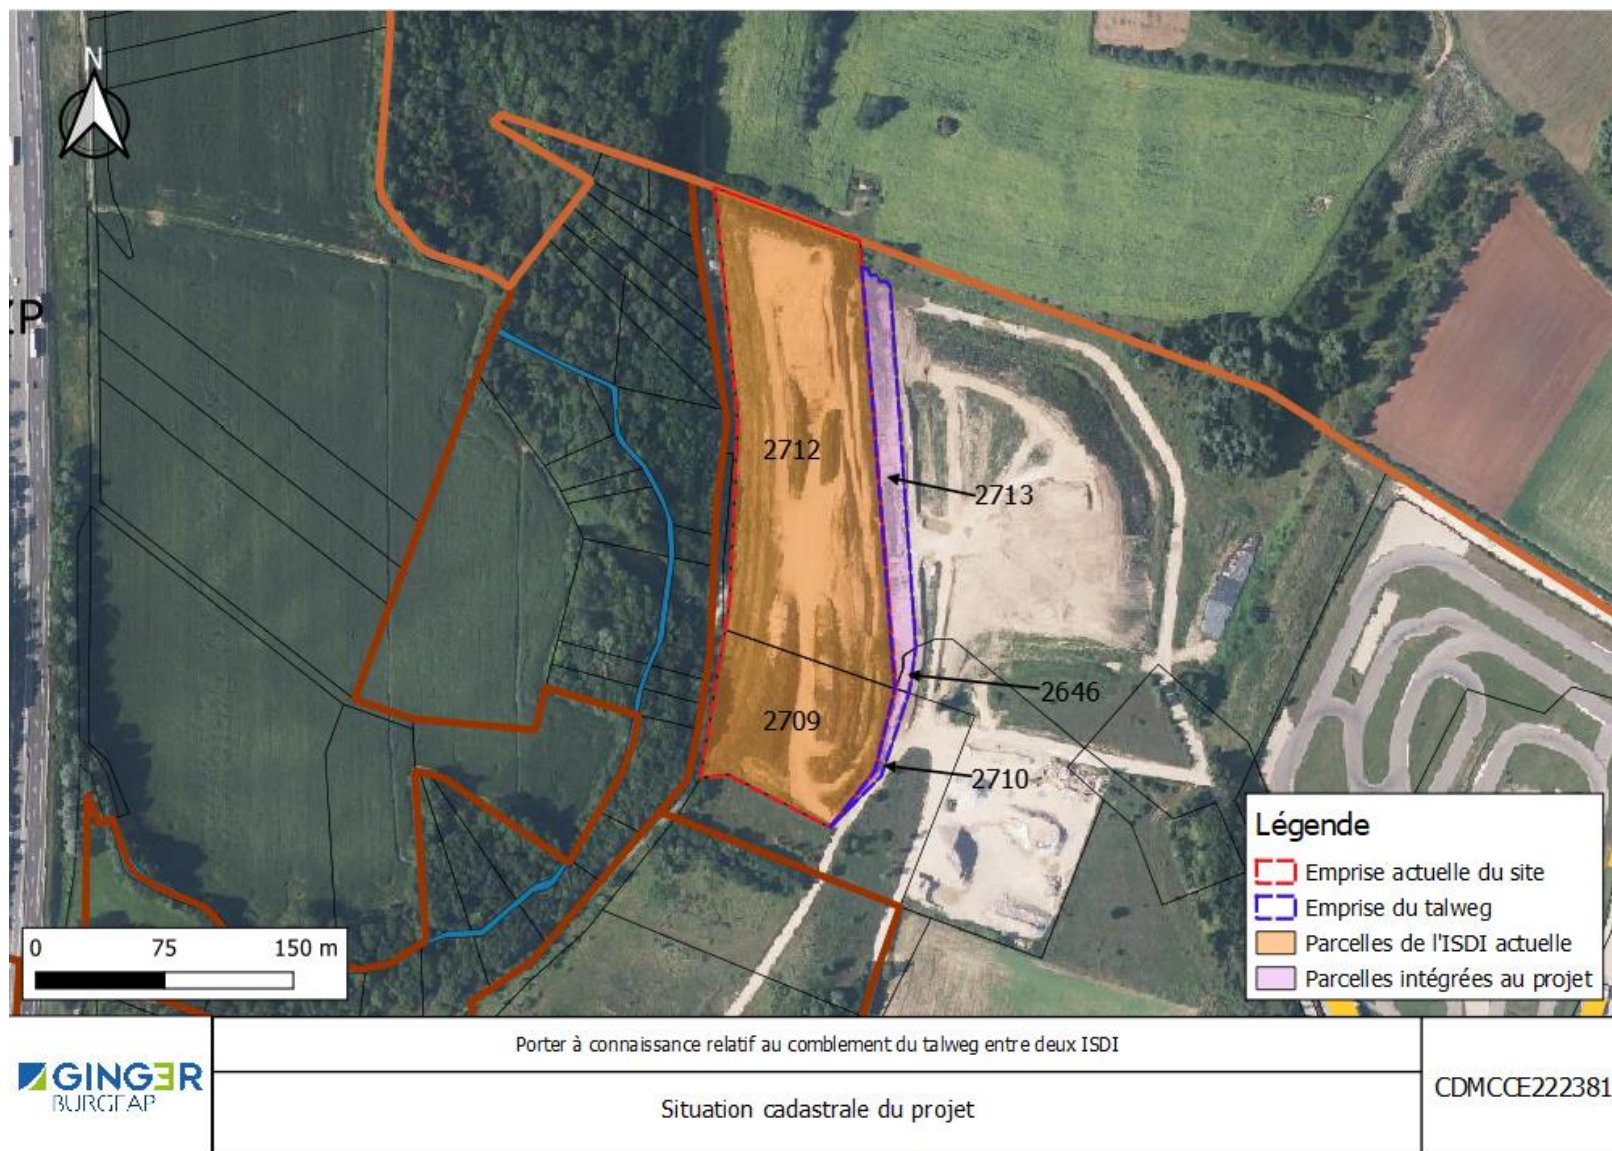 N
ZP
2712
2713
2646
2709
2710
Légende
Emprise actuelle du site
Emprise du talweg
Parcelles de l'ISDI actuelle
Parcelles intégrées au projet
0 75 150 m
GINGER
BURGEAP
Porter à connaissance relatif au comblement du talweg entre deux ISDI
Situation cadastrale du projet
CDMCCE222381